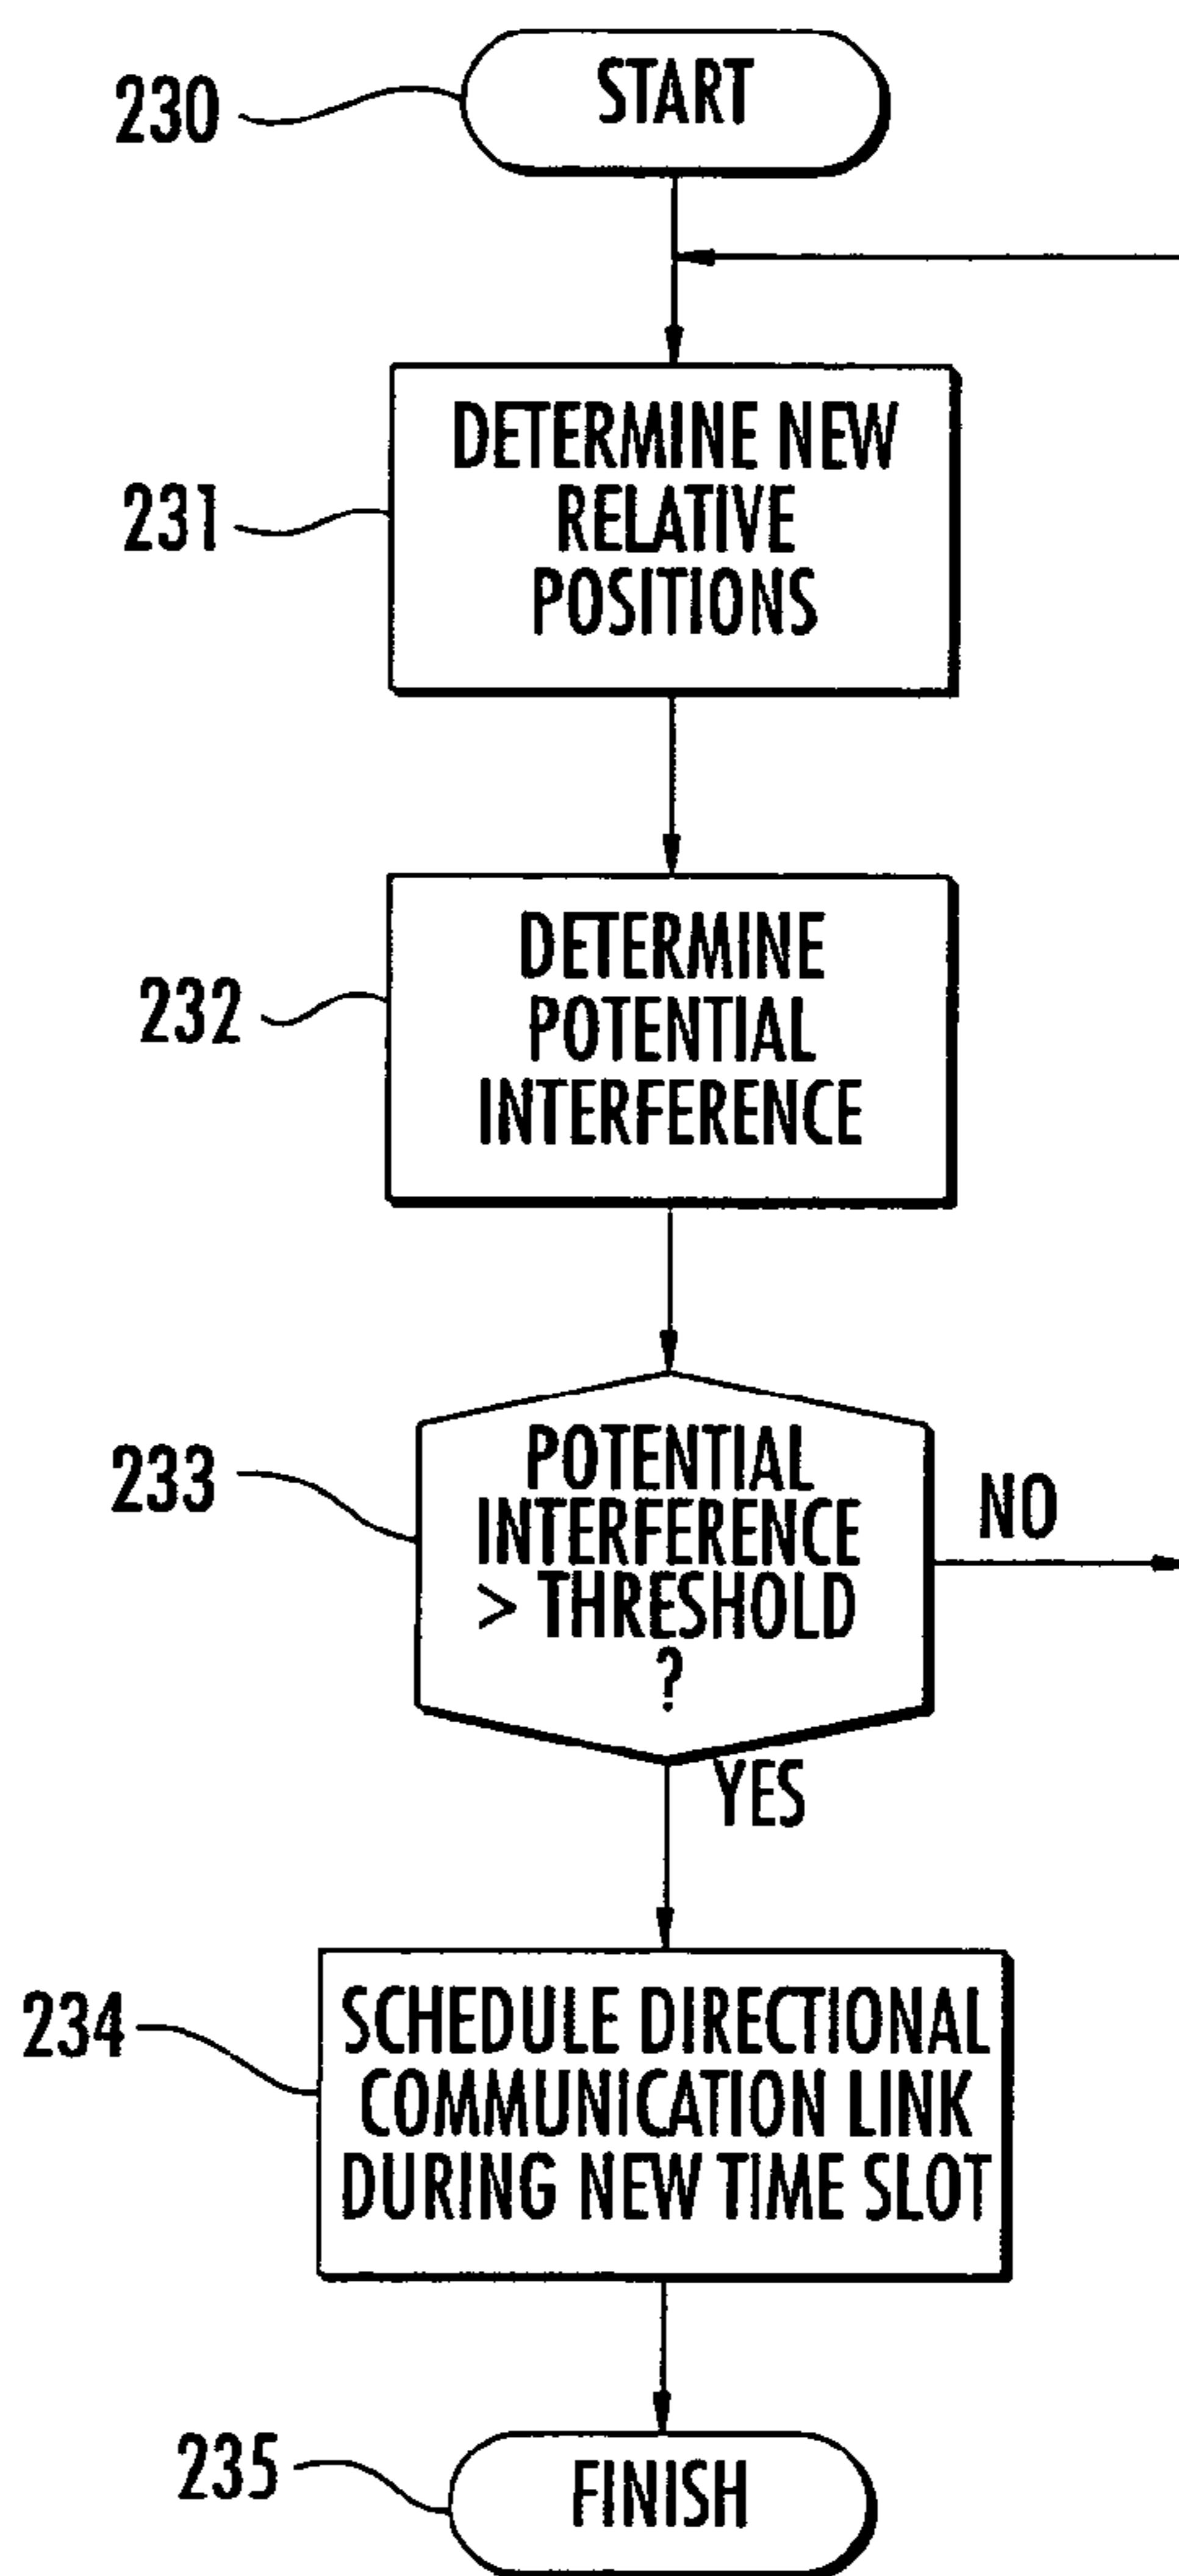 230
START
231
DETERMINE NEW
RELATIVE
POSITIONS
232
DETERMINE
POTENTIAL
INTERFERENCE
233
POTENTIAL
INTERFERENCE
> THRESHOLD
?
NO
YES
234
SCHEDULE DIRECTIONAL
COMMUNICATION LINK
DURING NEW TIME SLOT
235
FINISH